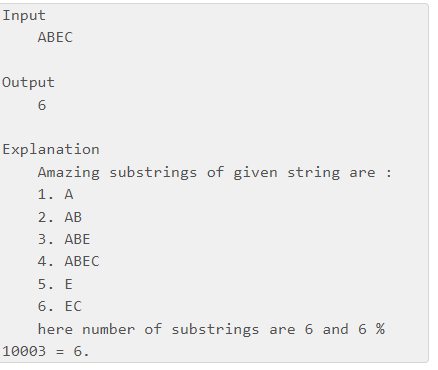 Input
ABEC
Output
6
Explanation
Amazing substrings of given string are :
1. A
2. AB
3. ABE
4. ABEC
5. E
6. EC
here number of substrings are 6 and 6 %
10003 = 6.